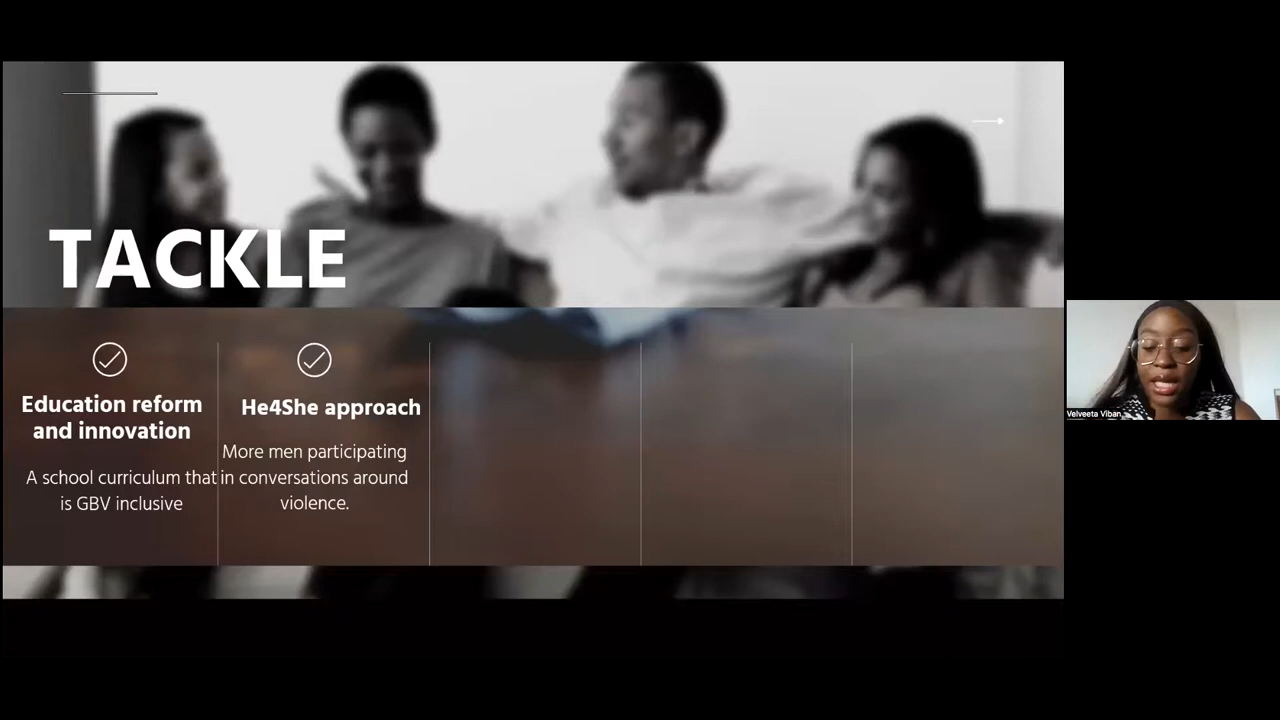 TACKLE
Education reform
and innovation
A school curriculum that
is GBV inclusive
He4She approach
More men participating
in conversations around
violence.
Velveeta Viban